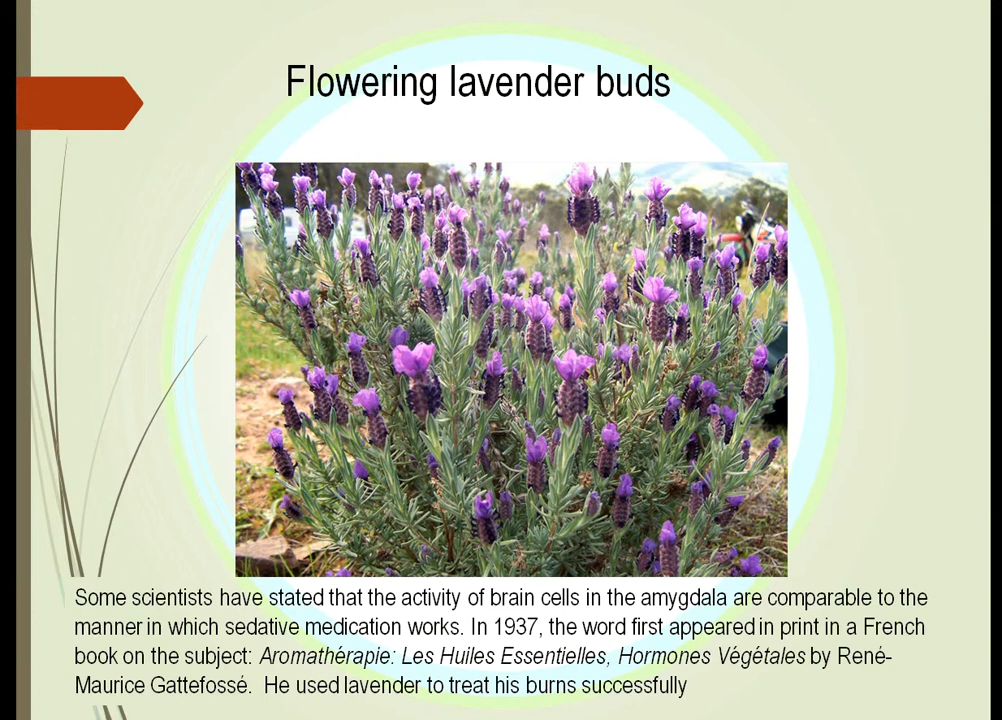 Flowering lavender buds
Some scientists have stated that the activity of brain cells in the amygdala are comparable to the
manner in which sedative medication works. In 1937, the word first appeared in print in a French
book on the subject: Aromathérapie: Les Huiles Essentielles, Hormones Végétales by René-
Maurice Gattefossé. He used lavender to treat his burns successfully